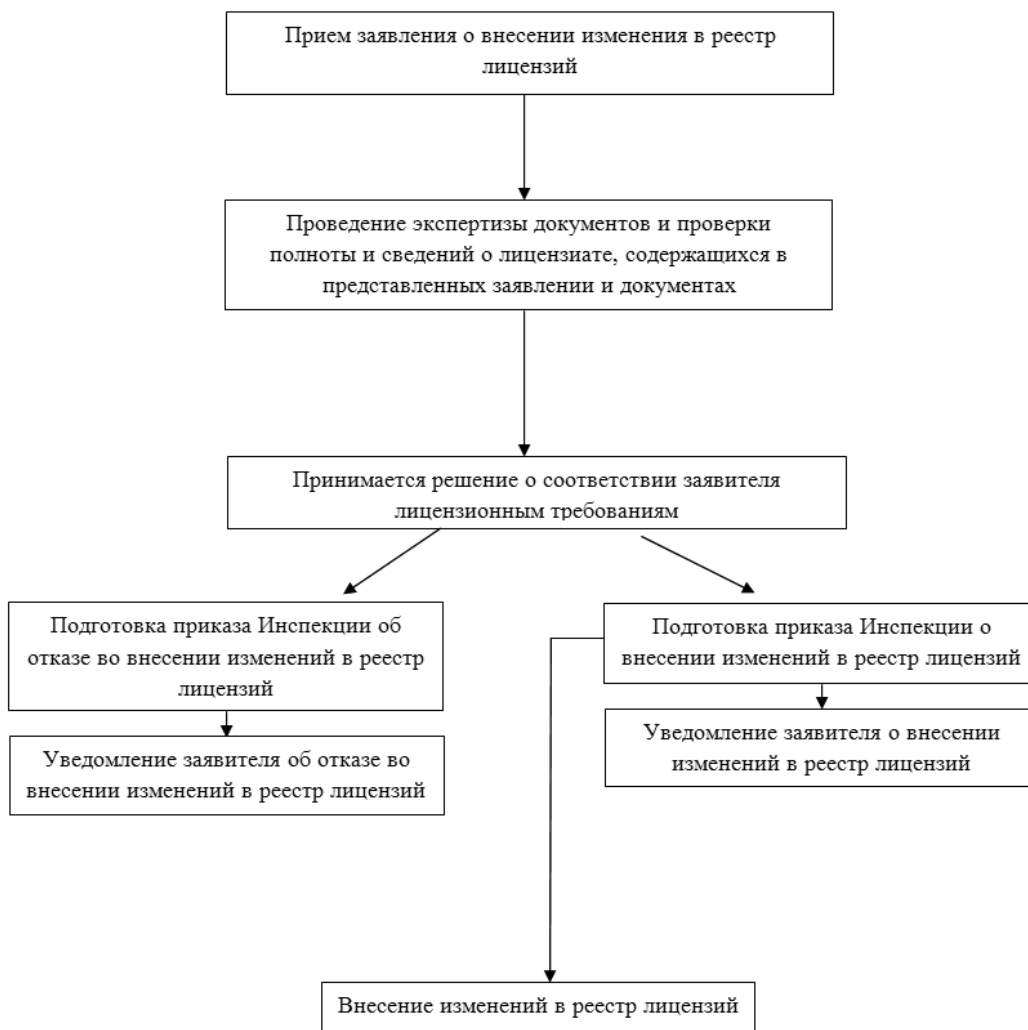 Прием заявления о внесении изменения в реестр
лицензий
Проведение экспертизы документов и проверки
полноты и сведений о лицензиате, содержащихся в
представленных заявлении и документах
Принимается решение о соответствии заявителя
лицензионным требованиям
Подготовка приказа Инспекции об
отказе во внесении изменений в реестр
лицензий
Подготовка приказа Инспекции о
внесении изменений в реестр лицензий
Уведомление заявителя об отказе во
внесении изменений в реестр лицензий
Уведомление заявителя о внесении
изменений в реестр лицензий
Внесение изменений в реестр лицензий